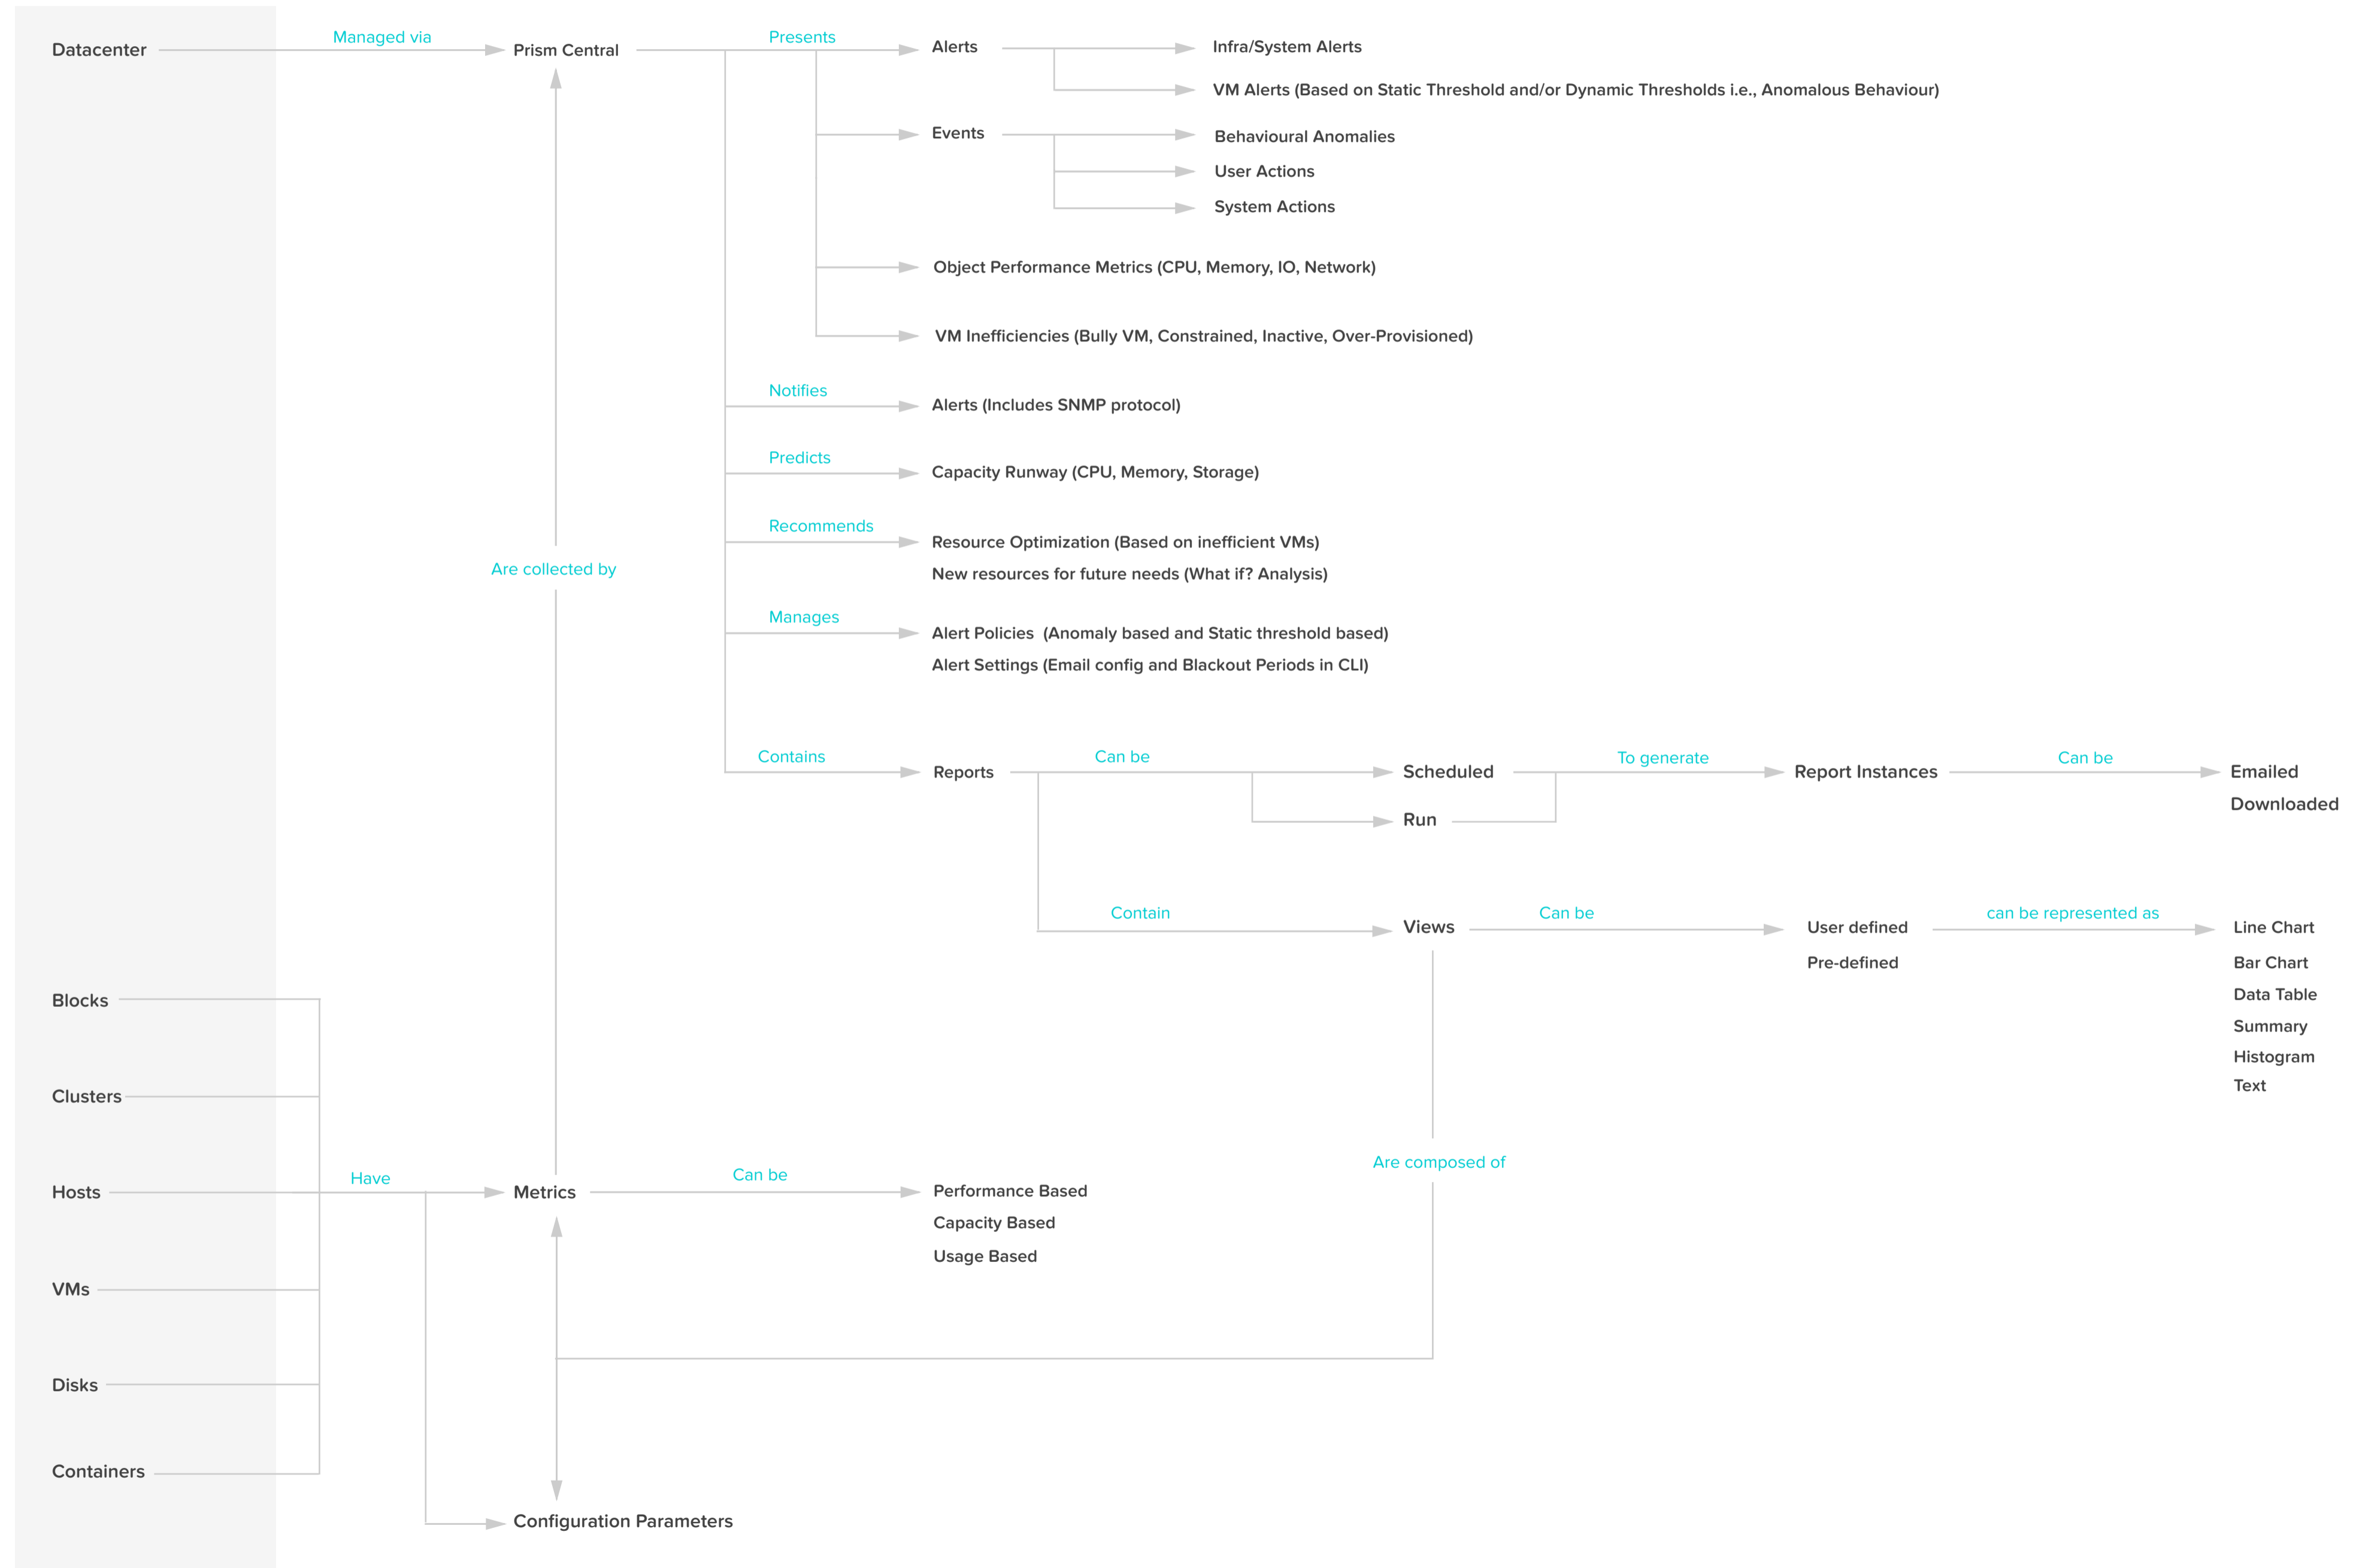 Datacenter
Managed via
Prism Central
Presents
Alerts
Infra/System Alerts
VM Alerts (Based on Static Threshold and/or Dynamic Thresholds i.e., Anomalous Behaviour)
Events
Behavioural Anomalies
User Actions
System Actions
Object Performance Metrics (CPU, Memory, IO, Network)
VM Inefficiencies (Bully VM, Constrained, Inactive, Over-Provisioned)
Notifies
Alerts (Includes SNMP protocol)
Predicts
Capacity Runway (CPU, Memory, Storage)
Recommends
Resource Optimization (Based on inefficient VMs)
New resources for future needs (What if? Analysis)
Are collected by
Manages
Alert Policies (Anomaly based and Static threshold based)
Alert Settings (Email config and Blackout Periods in CLI)
Contains
Reports
Can be
Scheduled
Run
To generate
Report Instances
Can be
Emailed
Downloaded
Contain
Views
Can be
User defined
Pre-defined
can be represented as
Line Chart
Bar Chart
Data Table
Summary
Histogram
Text
Are composed of
Blocks
Clusters
Hosts
VMs
Disks
Containers
Have
Metrics
Can be
Performance Based
Capacity Based
Usage Based
Configuration Parameters